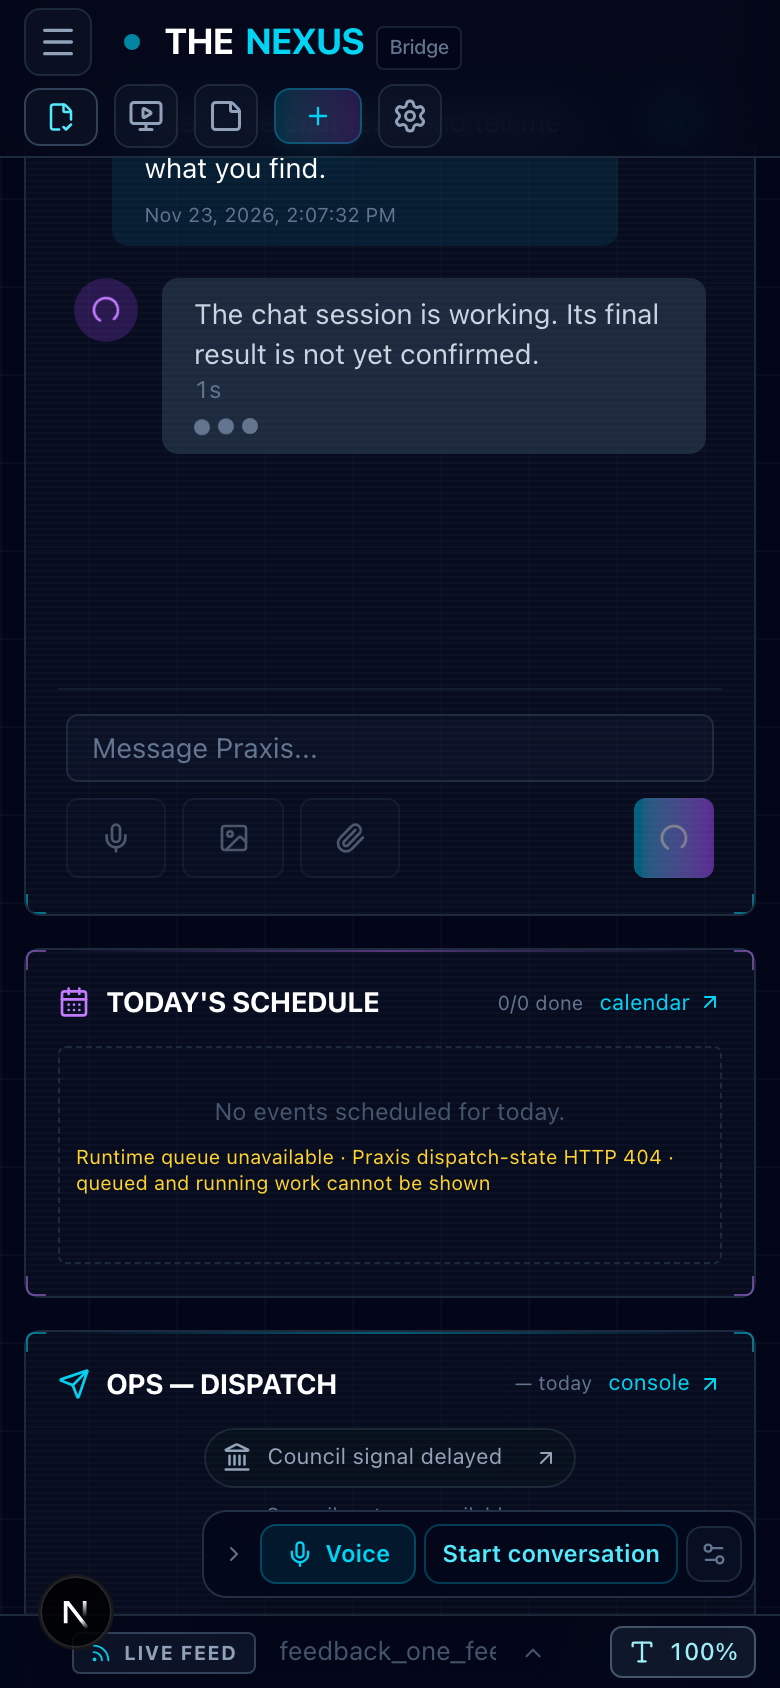 THE NEXUS
Bridge
what you find.
Nov 23, 2026, 2:07:32 PM
The chat session is working. Its final
result is not yet confirmed.
1s
Message Praxis...
TODAY'S SCHEDULE
0/0 done
calendar
No events scheduled for today.
Runtime queue unavailable · Praxis dispatch-state HTTP 404 ·
queued and running work cannot be shown
OPS — DISPATCH
— today
console
Council signal delayed
Voice
Start conversation
N
LIVE FEED
feedback_one_fee
100%